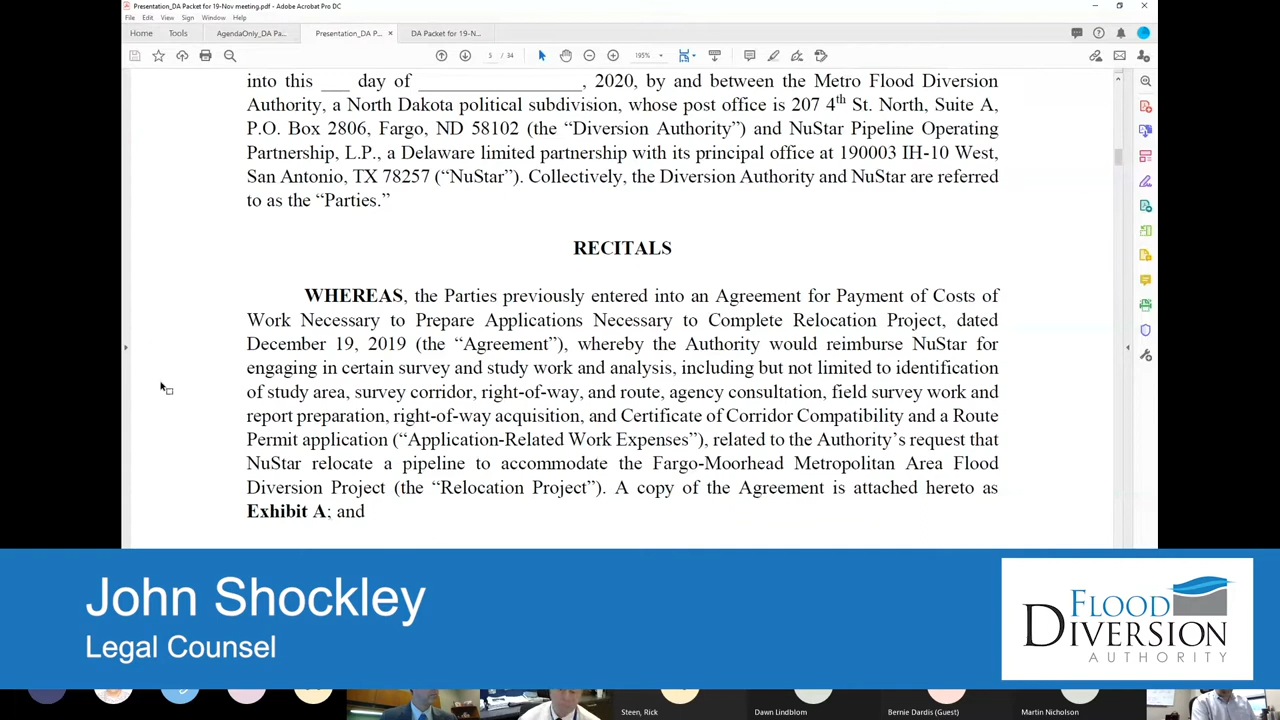 Presentation_DA Packet for 19-Nov meeting.pdf - Adobe Acrobat Pro DC
File Edit View Sign Window Help
Home Tools AgendaOnly_DA Pa... Presentation_DA P... × DA Packet for 19-N...
5 / 34 195%
into this ___ day of _______________, 2020, by and between the Metro Flood Diversion
Authority, a North Dakota political subdivision, whose post office is 207 4th St. North, Suite A,
P.O. Box 2806, Fargo, ND 58102 (the “Diversion Authority”) and NuStar Pipeline Operating
Partnership, L.P., a Delaware limited partnership with its principal office at 190003 IH-10 West,
San Antonio, TX 78257 (“NuStar”). Collectively, the Diversion Authority and NuStar are referred
to as the “Parties.”
RECITALS
WHEREAS, the Parties previously entered into an Agreement for Payment of Costs of
Work Necessary to Prepare Applications Necessary to Complete Relocation Project, dated
December 19, 2019 (the “Agreement”), whereby the Authority would reimburse NuStar for
engaging in certain survey and study work and analysis, including but not limited to identification
of study area, survey corridor, right-of-way, and route, agency consultation, field survey work and
report preparation, right-of-way acquisition, and Certificate of Corridor Compatibility and a Route
Permit application (“Application-Related Work Expenses”), related to the Authority’s request that
NuStar relocate a pipeline to accommodate the Fargo-Moorhead Metropolitan Area Flood
Diversion Project (the “Relocation Project”). A copy of the Agreement is attached hereto as
Exhibit A; and
John Shockley
Legal Counsel
FLOOD
DIVERSION
AUTHORITY
Steen, Rick Dawn Lindblom Bernie Dardis (Guest) Martin Nicholson